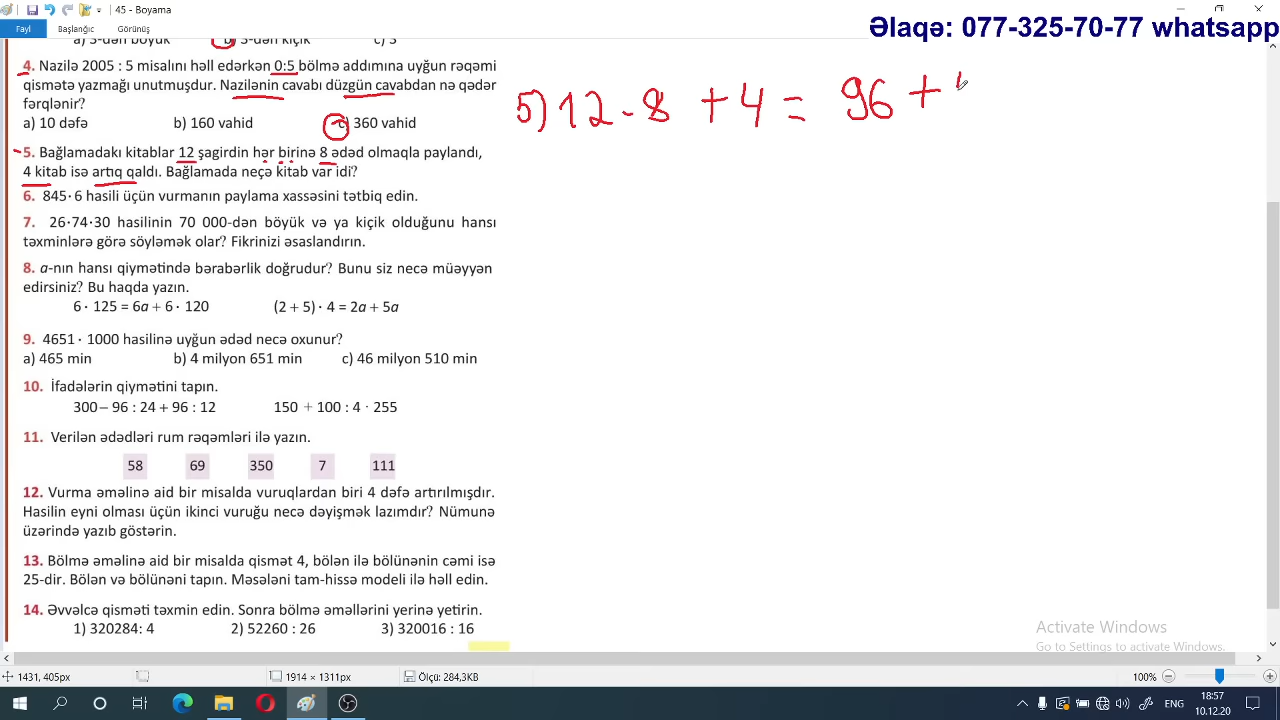 45 - Boyama
Əlaqə: 077-325-70-77 whatsapp
Fayl Başlanğıc Görünüş
a) 3-dən böyük b) 3-dən kiçik c) 3
4. Nazilə 2005 : 5 misalını həll edərkən 0:5 bölmə addımına uyğun rəqəmi
qismətə yazmağı unutmuşdur. Nazilənin cavabı düzgün cavabdan nə qədər
fərqlənir?
a) 10 dəfə b) 160 vahid c) 360 vahid
5. Bağlamadakı kitablar 12 şagirdin hər birinə 8 ədəd olmaqla paylandı,
4 kitab isə artıq qaldı. Bağlamada neçə kitab var idi?
6. 845·6 hasili üçün vurmanın paylama xassəsini tətbiq edin.
7. 26·74·30 hasilinin 70 000-dən böyük və ya kiçik olduğunu hansı
təxminlərə görə söyləmək olar? Fikrinizi əsaslandırın.
8. a-nın hansı qiymətində bərabərlik doğrudur? Bunu siz necə müəyyən
edirsiniz? Bu haqda yazın.
6· 125 = 6a + 6· 120 (2 + 5)· 4 = 2a + 5a
9. 4651· 1000 hasilinə uyğun ədəd necə oxunur?
a) 465 min b) 4 milyon 651 min c) 46 milyon 510 min
10. İfadələrin qiymətini tapın.
300 – 96 : 24 + 96 : 12 150 + 100 : 4 · 255
11. Verilən ədədləri rum rəqəmləri ilə yazın.
58 69 350 7 111
12. Vurma əməlinə aid bir misalda vuruqlardan biri 4 dəfə artırılmışdır.
Hasilin eyni olması üçün ikinci vuruğu necə dəyişmək lazımdır? Nümunə
üzərində yazıb göstərin.
13. Bölmə əməlinə aid bir misalda qismət 4, bölən ilə bölünənin cəmi isə
25-dir. Bölən və bölünəni tapın. Məsələni tam-hissə modeli ilə həll edin.
14. Əvvəlcə qisməti təxmin edin. Sonra bölmə əməllərini yerinə yetirin.
1) 320284: 4 2) 52260 : 26 3) 320016 : 16
5) 12 · 8 + 4 = 96 +
Activate Windows
Go to Settings to activate Windows.
1431, 405px 1914 × 1311px Ölçü: 284,3KB 100%
ENG 18:57
10.12.20